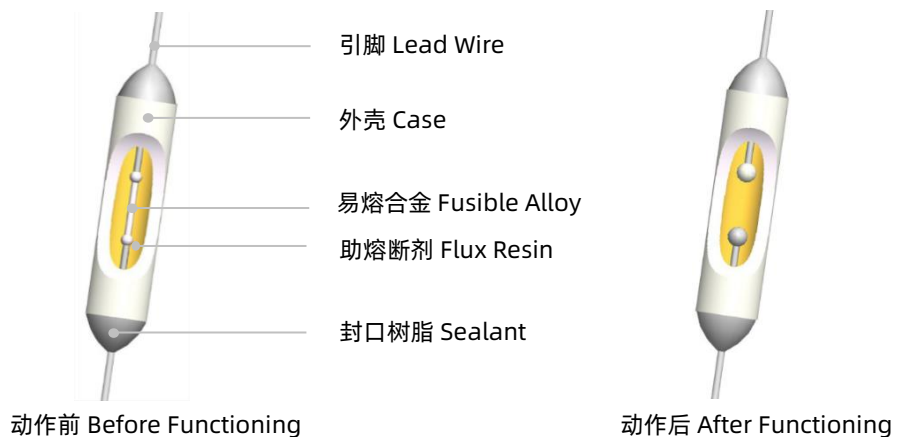 引脚 Lead Wire
外壳 Case
易熔合金 Fusible Alloy
助熔断剂 Flux Resin
封口树脂 Sealant
动作前 Before Functioning
动作后 After Functioning